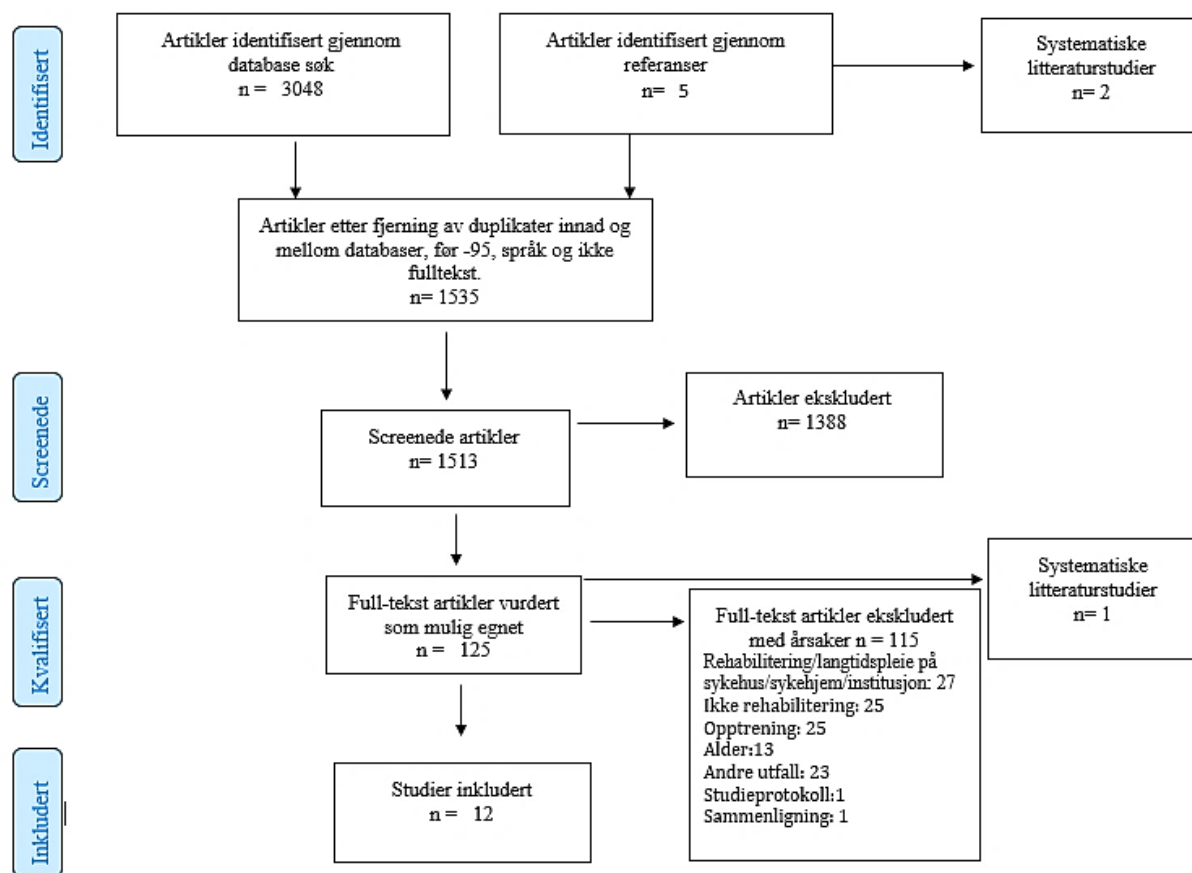 Identifisert
Artikler identifisert gjennom
database søk
n = 3048
Artikler identifisert gjennom
referanser
n= 5
Systematiske
litteraturstudier
n= 2
Artikler etter fjerning av duplikater innad og
mellom databaser, før -95, språk og ikke
fulltekst.
n= 1535
Screenede
Screenede artikler
n= 1513
Artikler ekskludert
n= 1388
Kvalifisert
Full-tekst artikler vurdert
som mulig egnet
n = 125
Systematiske
litteraturstudier
n= 1
Full-tekst artikler ekskludert
med årsaker n = 115
Rehabilitering/langtidspleie på
sykehus/sykehjem/institusjon: 27
Ikke rehabilitering: 25
Opptrening: 25
Alder:13
Andre utfall: 23
Studieprotokoll:1
Sammenligning: 1
Inkludert
Studier inkludert
n = 12